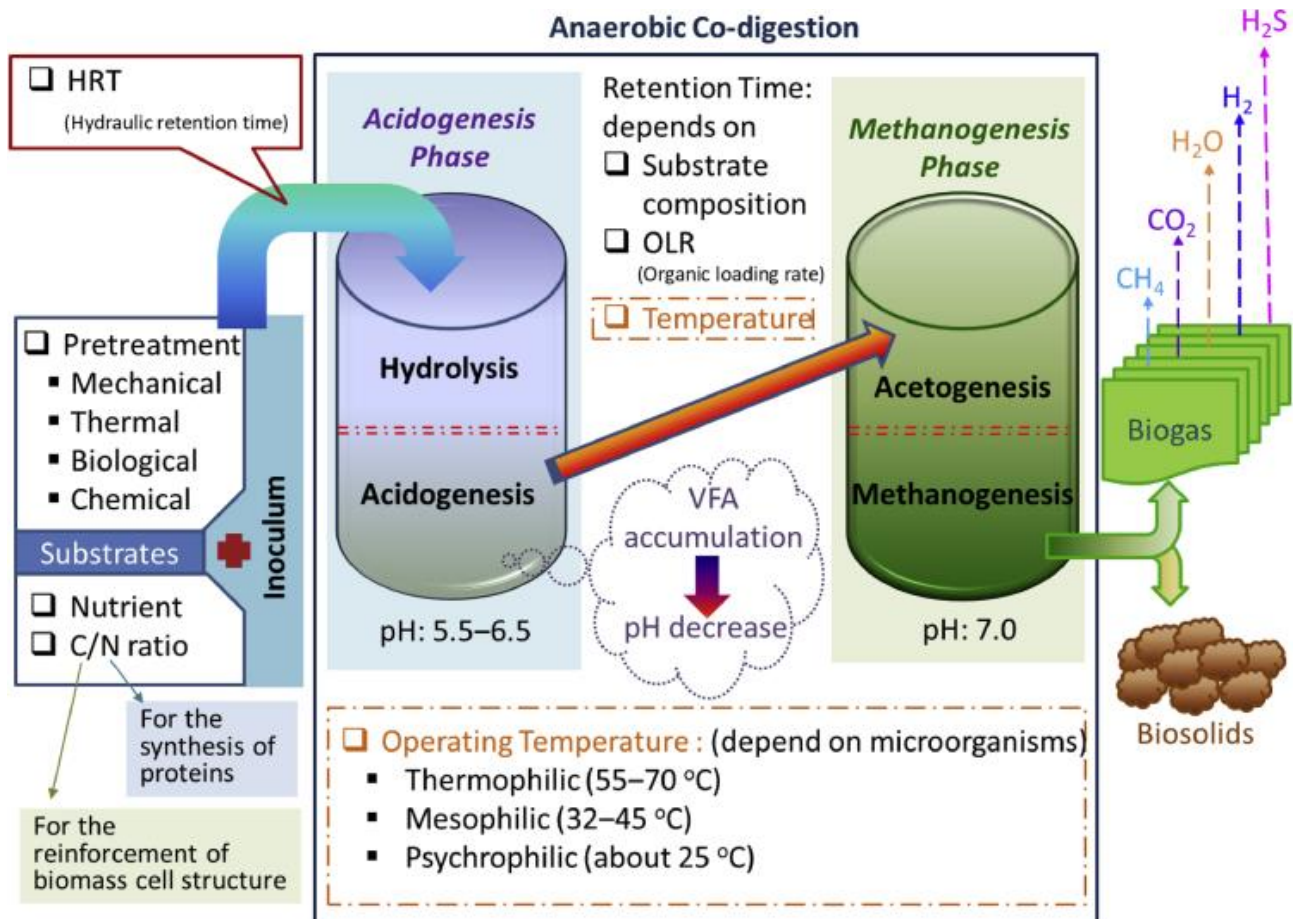 Anaerobic Co-digestion
❑ HRT
(Hydraulic retention time)
❑ Pretreatment
▪ Mechanical
▪ Thermal
▪ Biological
▪ Chemical
Substrates
Inoculum
❑ Nutrient
❑ C/N ratio
For the
synthesis of
proteins
For the
reinforcement of
biomass cell structure
Acidogenesis
Phase
Hydrolysis
Acidogenesis
pH: 5.5–6.5
Retention Time:
depends on
❑ Substrate
composition
❑ OLR
(Organic loading rate)
❑ Temperature
VFA
accumulation
pH decrease
Methanogenesis
Phase
Acetogenesis
Methanogenesis
pH: 7.0
❑ Operating Temperature : (depend on microorganisms)
▪ Thermophilic (55–70 °C)
▪ Mesophilic (32–45 °C)
▪ Psychrophilic (about 25 °C)
H₂S
H₂
H₂O
CO₂
CH₄
Biogas
Biosolids